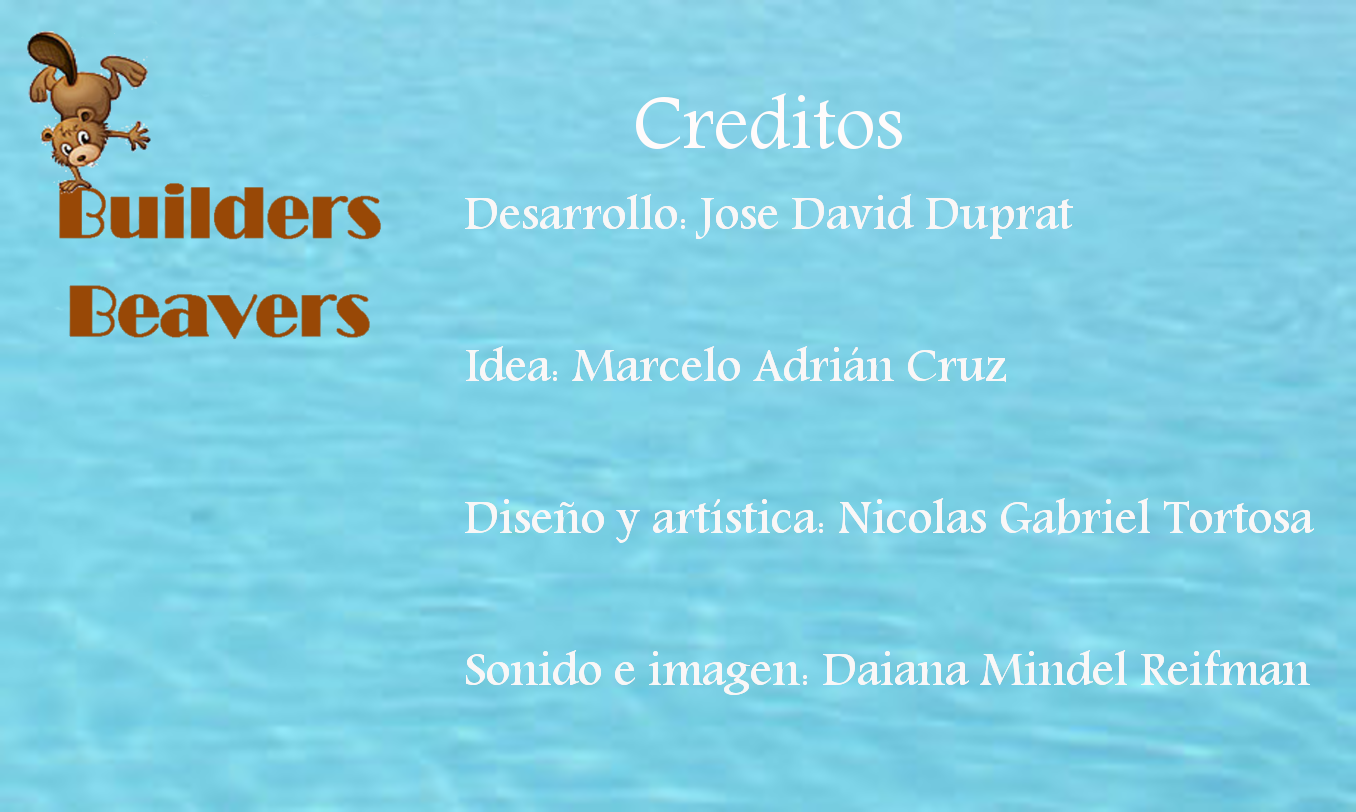 Builders
Beavers
Creditos
Desarrollo: Jose David Duprat
Idea: Marcelo Adrián Cruz
Diseño y artística: Nicolas Gabriel Tortosa
Sonido e imagen: Daiana Mindel Reifman